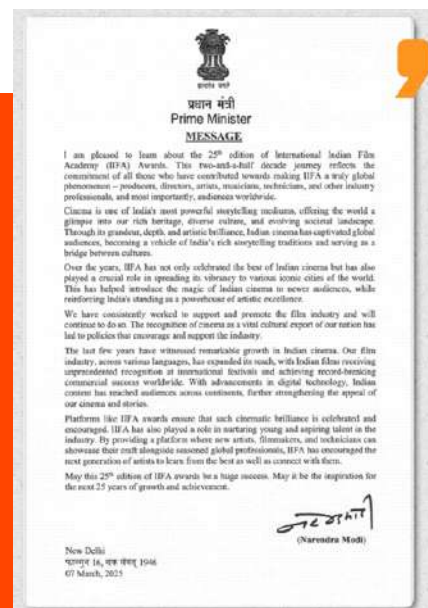 सत्यमेव जयते
प्रधान मंत्री
Prime Minister
MESSAGE
I am pleased to learn about the 25th edition of International Indian Film
Academy (IIFA) Awards. This two-and-a-half decade journey reflects the
commitment of all those who have contributed towards making IIFA a truly global
phenomenon – producers, directors, artists, musicians, technicians, and other industry
professionals, and most importantly, audiences worldwide.
Cinema is one of India's most powerful storytelling mediums, offering the world a
glimpse into our rich heritage, diverse culture, and evolving societal landscape.
Through its grandeur, depth, and artistic brilliance, Indian cinema has captivated global
audiences, becoming a vehicle of India's rich storytelling traditions and serving as a
bridge between cultures.
Over the years, IIFA has not only celebrated the best of Indian cinema but has also
played a crucial role in spreading its vibrancy to various iconic cities of the world.
This has helped introduce the magic of Indian cinema to newer audiences, while
reinforcing India's standing as a powerhouse of artistic excellence.
We have consistently worked to support and promote the film industry and will
continue to do so. The recognition of cinema as a vital cultural export of our nation has
led to policies that encourage and support the industry.
The last few years have witnessed remarkable growth in Indian cinema. Our film
industry, across various languages, has expanded its reach, with Indian films receiving
unprecedented recognition at international festivals and achieving record-breaking
commercial success worldwide. With advancements in digital technology, Indian
content has reached audiences across continents, further strengthening the appeal of
our cinema and stories.
Platforms like IIFA awards ensure that such cinematic brilliance is celebrated and
encouraged. IIFA has also played a role in nurturing young and aspiring talent in the
industry. By providing a platform where new artists, filmmakers, and technicians can
showcase their craft alongside seasoned global professionals, IIFA has encouraged the
next generation of artists to learn from the best as well as connect with them.
May this 25th edition of IIFA awards be a huge success. May it be the inspiration for
the next 25 years of growth and achievement.
(Narendra Modi)
New Delhi
फाल्गुन 16, शक संवत् 1946
07 March, 2025